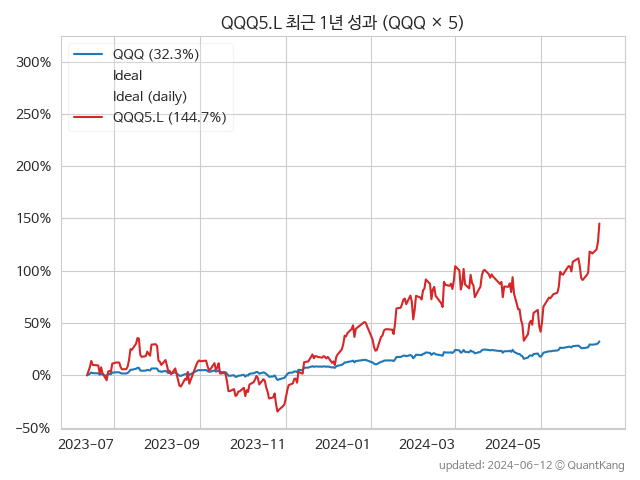 QQQ5.L 최근 1년 성과 (QQQ × 5)
QQQ (32.3%)
Ideal
Ideal (daily)
QQQ5.L (144.7%)
300%
250%
200%
150%
100%
50%
0%
−50%
2023-07 2023-09 2023-11 2024-01 2024-03 2024-05
updated: 2024-06-12 © QuantKang